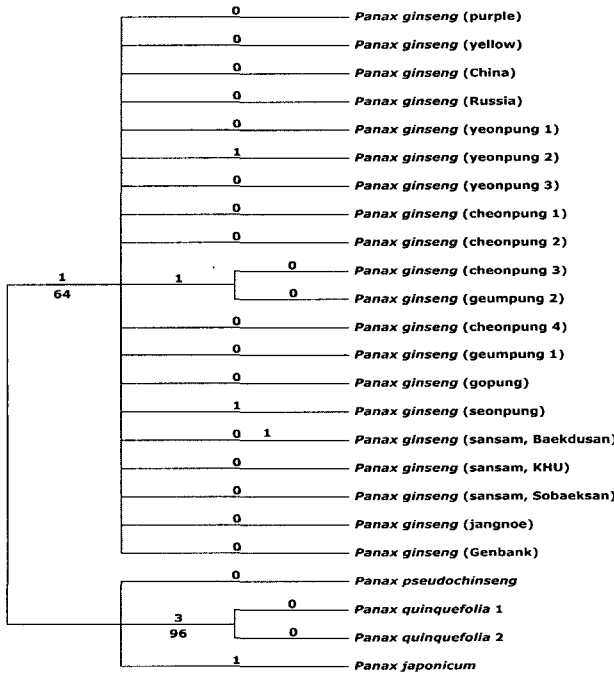 0 Panax ginseng (purple)
0 Panax ginseng (yellow)
0 Panax ginseng (China)
0 Panax ginseng (Russia)
0 Panax ginseng (yeonpung 1)
1 Panax ginseng (yeonpung 2)
0 Panax ginseng (yeonpung 3)
0 Panax ginseng (cheonpung 1)
0 Panax ginseng (cheonpung 2)
0 Panax ginseng (cheonpung 3)
1 1
64
0 Panax ginseng (geumpung 2)
0 Panax ginseng (cheonpung 4)
0 Panax ginseng (geumpung 1)
0 Panax ginseng (gopung)
1 Panax ginseng (seonpung)
0 1 Panax ginseng (sansam, Baekdusan)
0 Panax ginseng (sansam, KHU)
0 Panax ginseng (sansam, Sobaeksan)
0 Panax ginseng (jangnoe)
0 Panax ginseng (Genbank)
0 Panax pseudochinseng
0 Panax quinquefolia 1
3
96
0 Panax quinquefolia 2
1 Panax japonicum